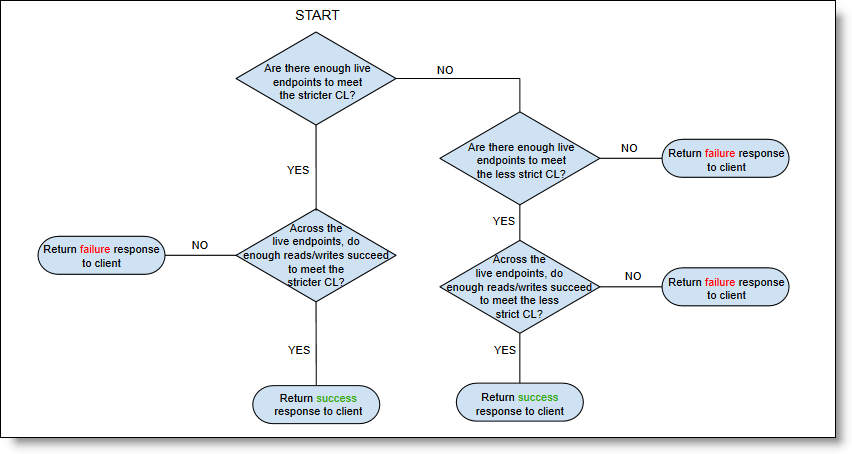 START
Are there enough live
endpoints to meet
the stricter CL?
NO
Are there enough live
endpoints to meet
the less strict CL?
NO
Return failure response
to client
YES
YES
Across the
live endpoints, do
enough reads/writes succeed
to meet the
stricter CL?
NO
Return failure response
to client
Across the
live endpoints, do
enough reads/writes succeed
to meet the less
strict CL?
NO
Return failure response
to client
YES
YES
Return success
response to client
Return success
response to client